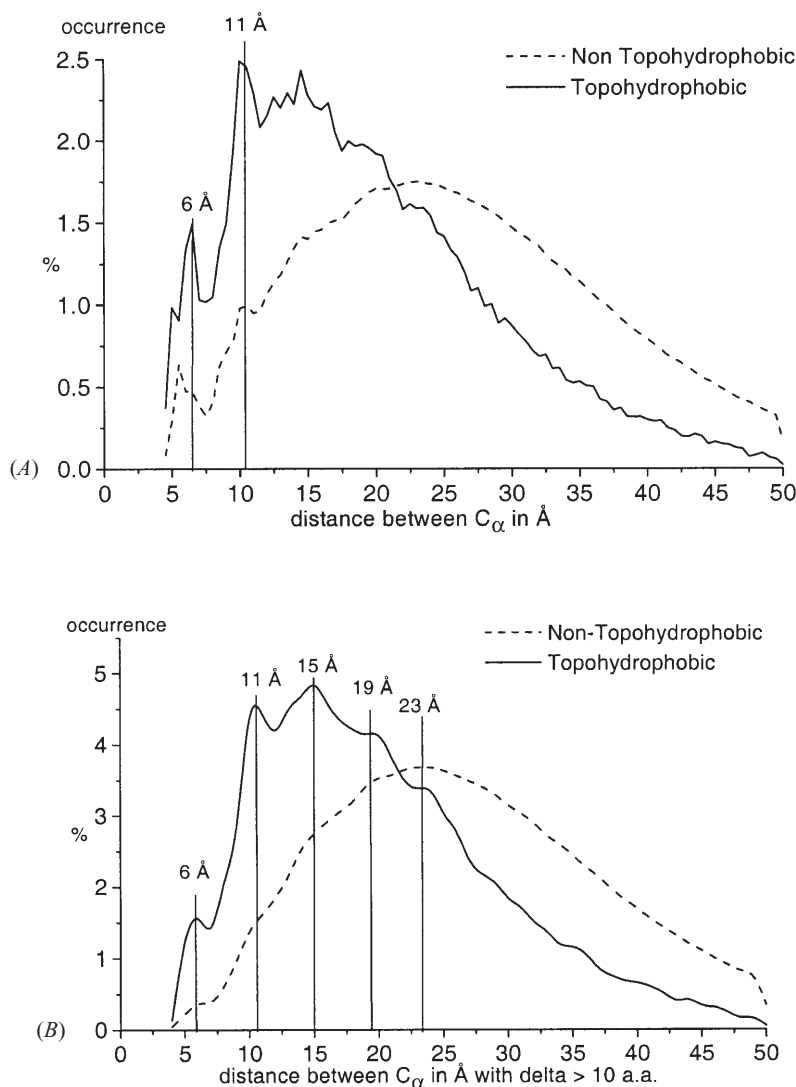 occurrence
11 Å
Non Topohydrophobic
Topohydrophobic
2.5
2.0
6 Å
1.5
%
1.0
0.5
(A)
0.0
0 5 10 15 20 25 30 35 40 45 50
distance between Cα in Å
occurrence
Non-Topohydrophobic
Topohydrophobic
15 Å
11 Å
19 Å
23 Å
5
4
3
%
6 Å
2
1
(B)
0
0 5 10 15 20 25 30 35 40 45 50
distance between Cα in Å with delta > 10 a.a.